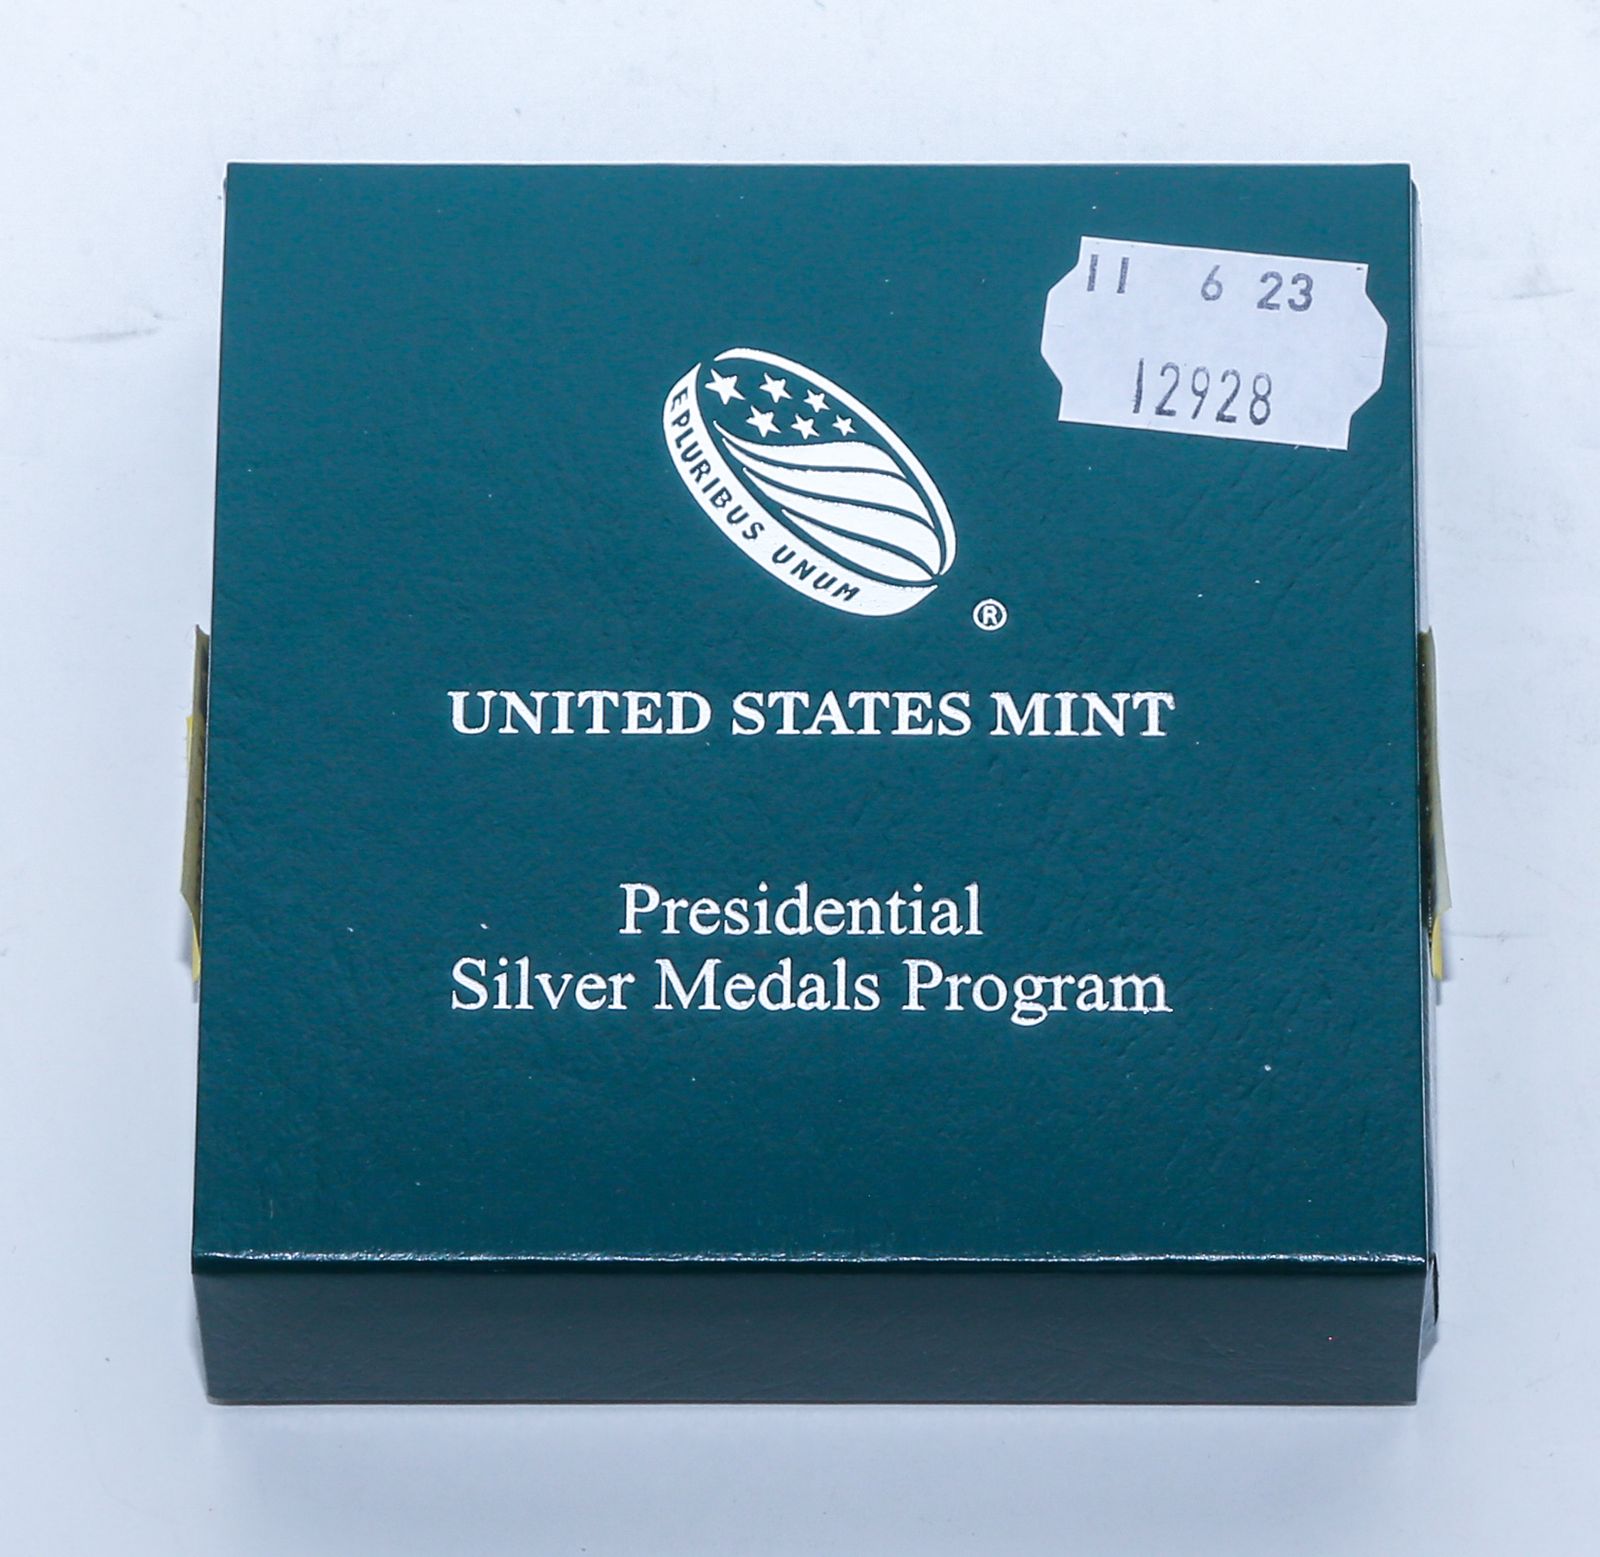 11 6 23
12928
E PLURIBUS UNUM
®
UNITED STATES MINT
Presidential
Silver Medals Program